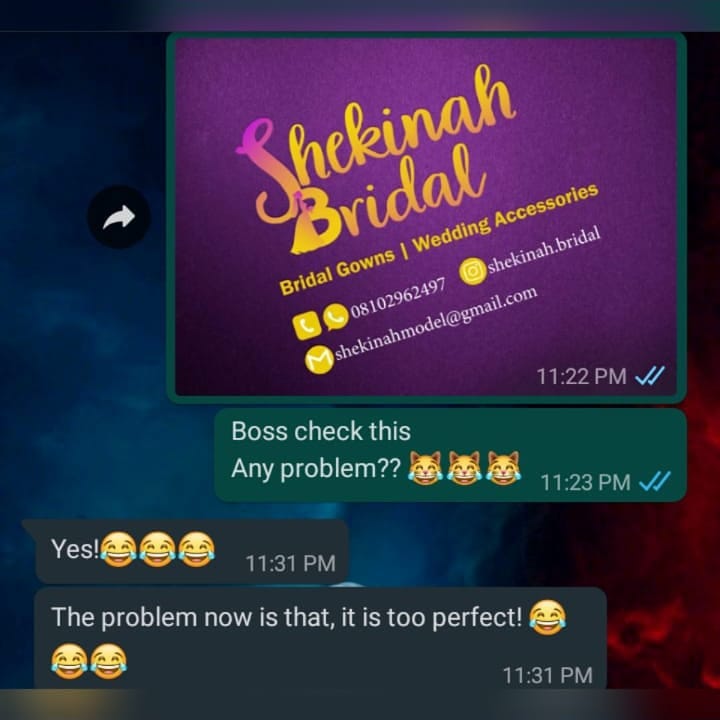 Shekinah
Bridal
Bridal Gowns | Wedding Accessories
08102962497 shekinah.bridal
shekinahmodel@gmail.com
11:22 PM
Boss check this
Any problem?? 😹😹😹 11:23 PM
Yes!😂😂😂 11:31 PM
The problem now is that, it is too perfect! 😂
😂😂 11:31 PM